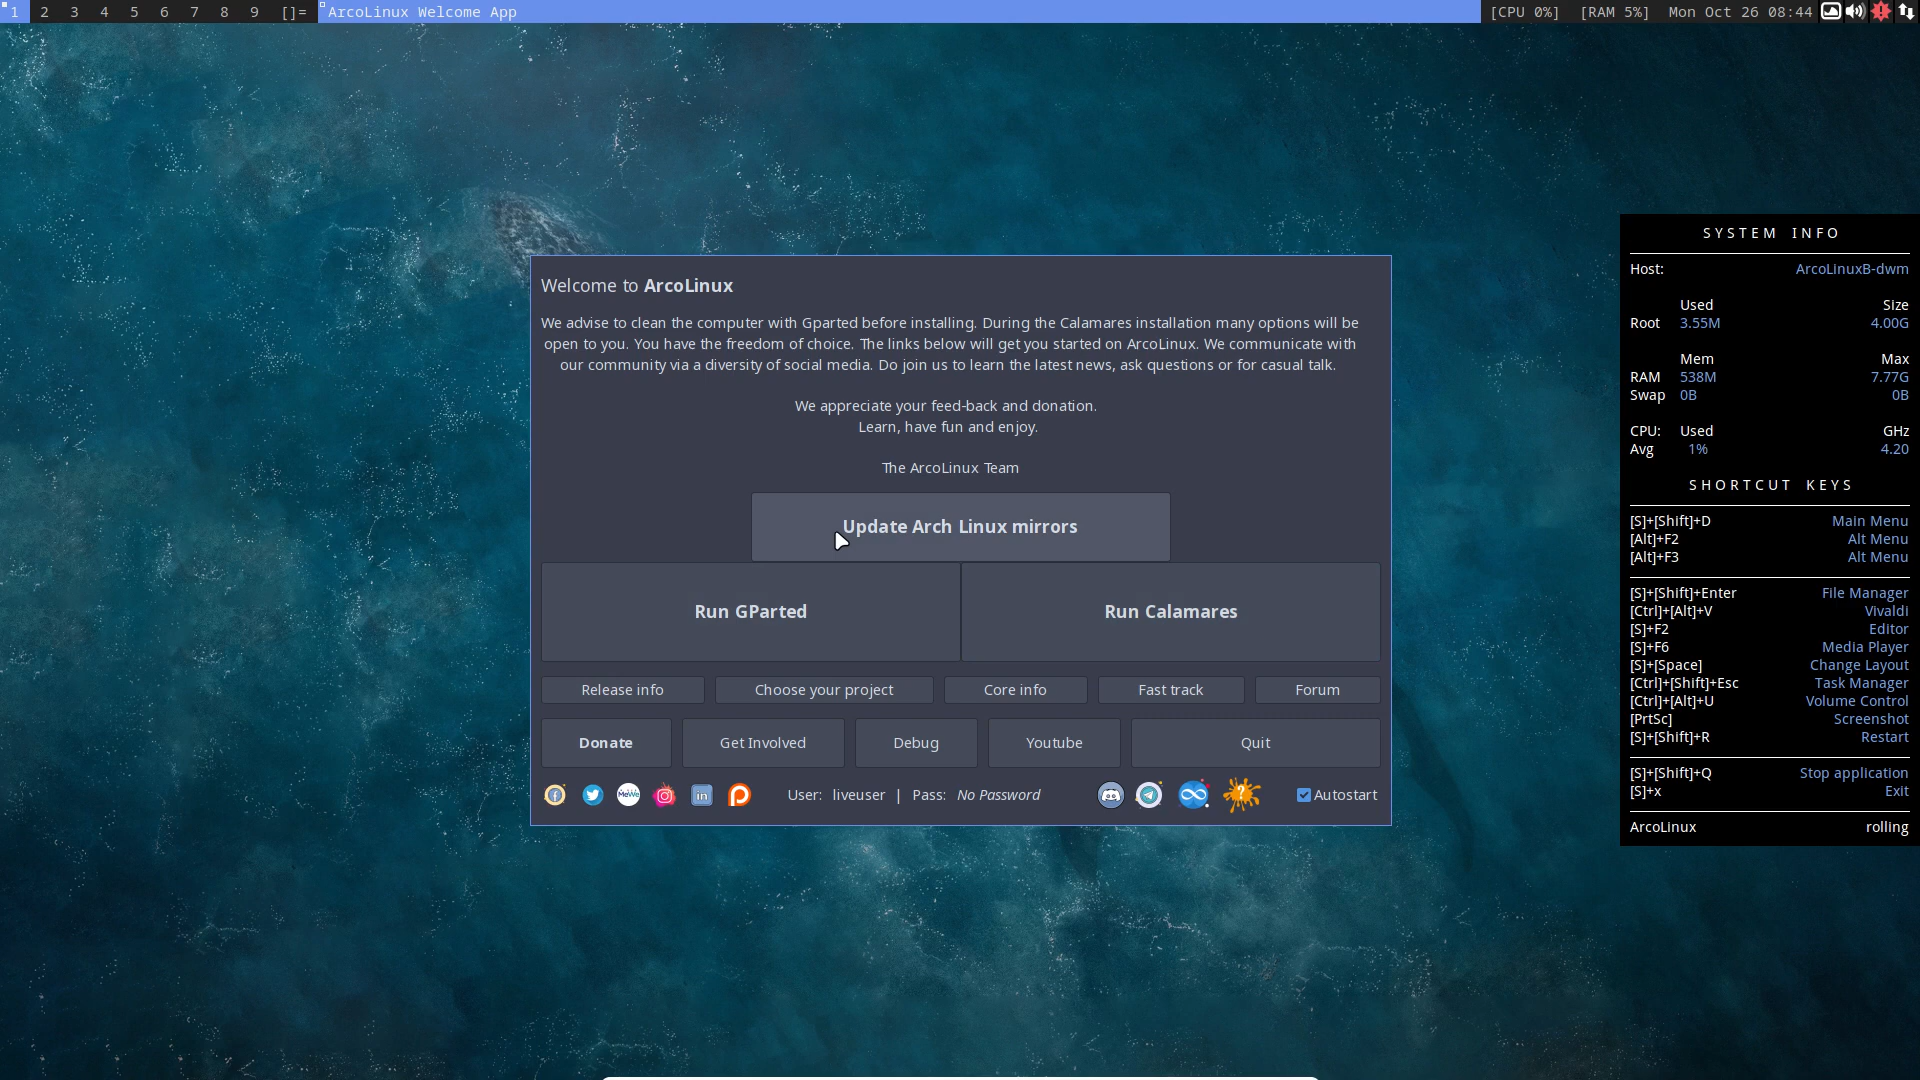 1 2 3 4 5 6 7 8 9 []= ArcoLinux Welcome App [CPU 0%] [RAM 5%] Mon Oct 26 08:44
Welcome to ArcoLinux
We advise to clean the computer with Gparted before installing. During the Calamares installation many options will be
open to you. You have the freedom of choice. The links below will get you started on ArcoLinux. We communicate with
our community via a diversity of social media. Do join us to learn the latest news, ask questions or for casual talk.
We appreciate your feed-back and donation.
Learn, have fun and enjoy.
The ArcoLinux Team
Update Arch Linux mirrors
Run GParted Run Calamares
Release info Choose your project Core info Fast track Forum
Donate Get Involved Debug Youtube Quit
MeWe in User: liveuser | Pass: No Password ? Autostart
SYSTEM INFO
Host: ArcoLinuxB-dwm
Used Size
Root 3.55M 4.00G
Mem Max
RAM 538M 7.77G
Swap 0B 0B
CPU: Used GHz
Avg 1% 4.20
SHORTCUT KEYS
[S]+[Shift]+D Main Menu
[Alt]+F2 Alt Menu
[Alt]+F3 Alt Menu
[S]+[Shift]+Enter File Manager
[Ctrl]+[Alt]+V Vivaldi
[S]+F2 Editor
[S]+F6 Media Player
[S]+[Space] Change Layout
[Ctrl]+[Shift]+Esc Task Manager
[Ctrl]+[Alt]+U Volume Control
[PrtSc] Screenshot
[S]+[Shift]+R Restart
[S]+[Shift]+Q Stop application
[S]+x Exit
ArcoLinux rolling